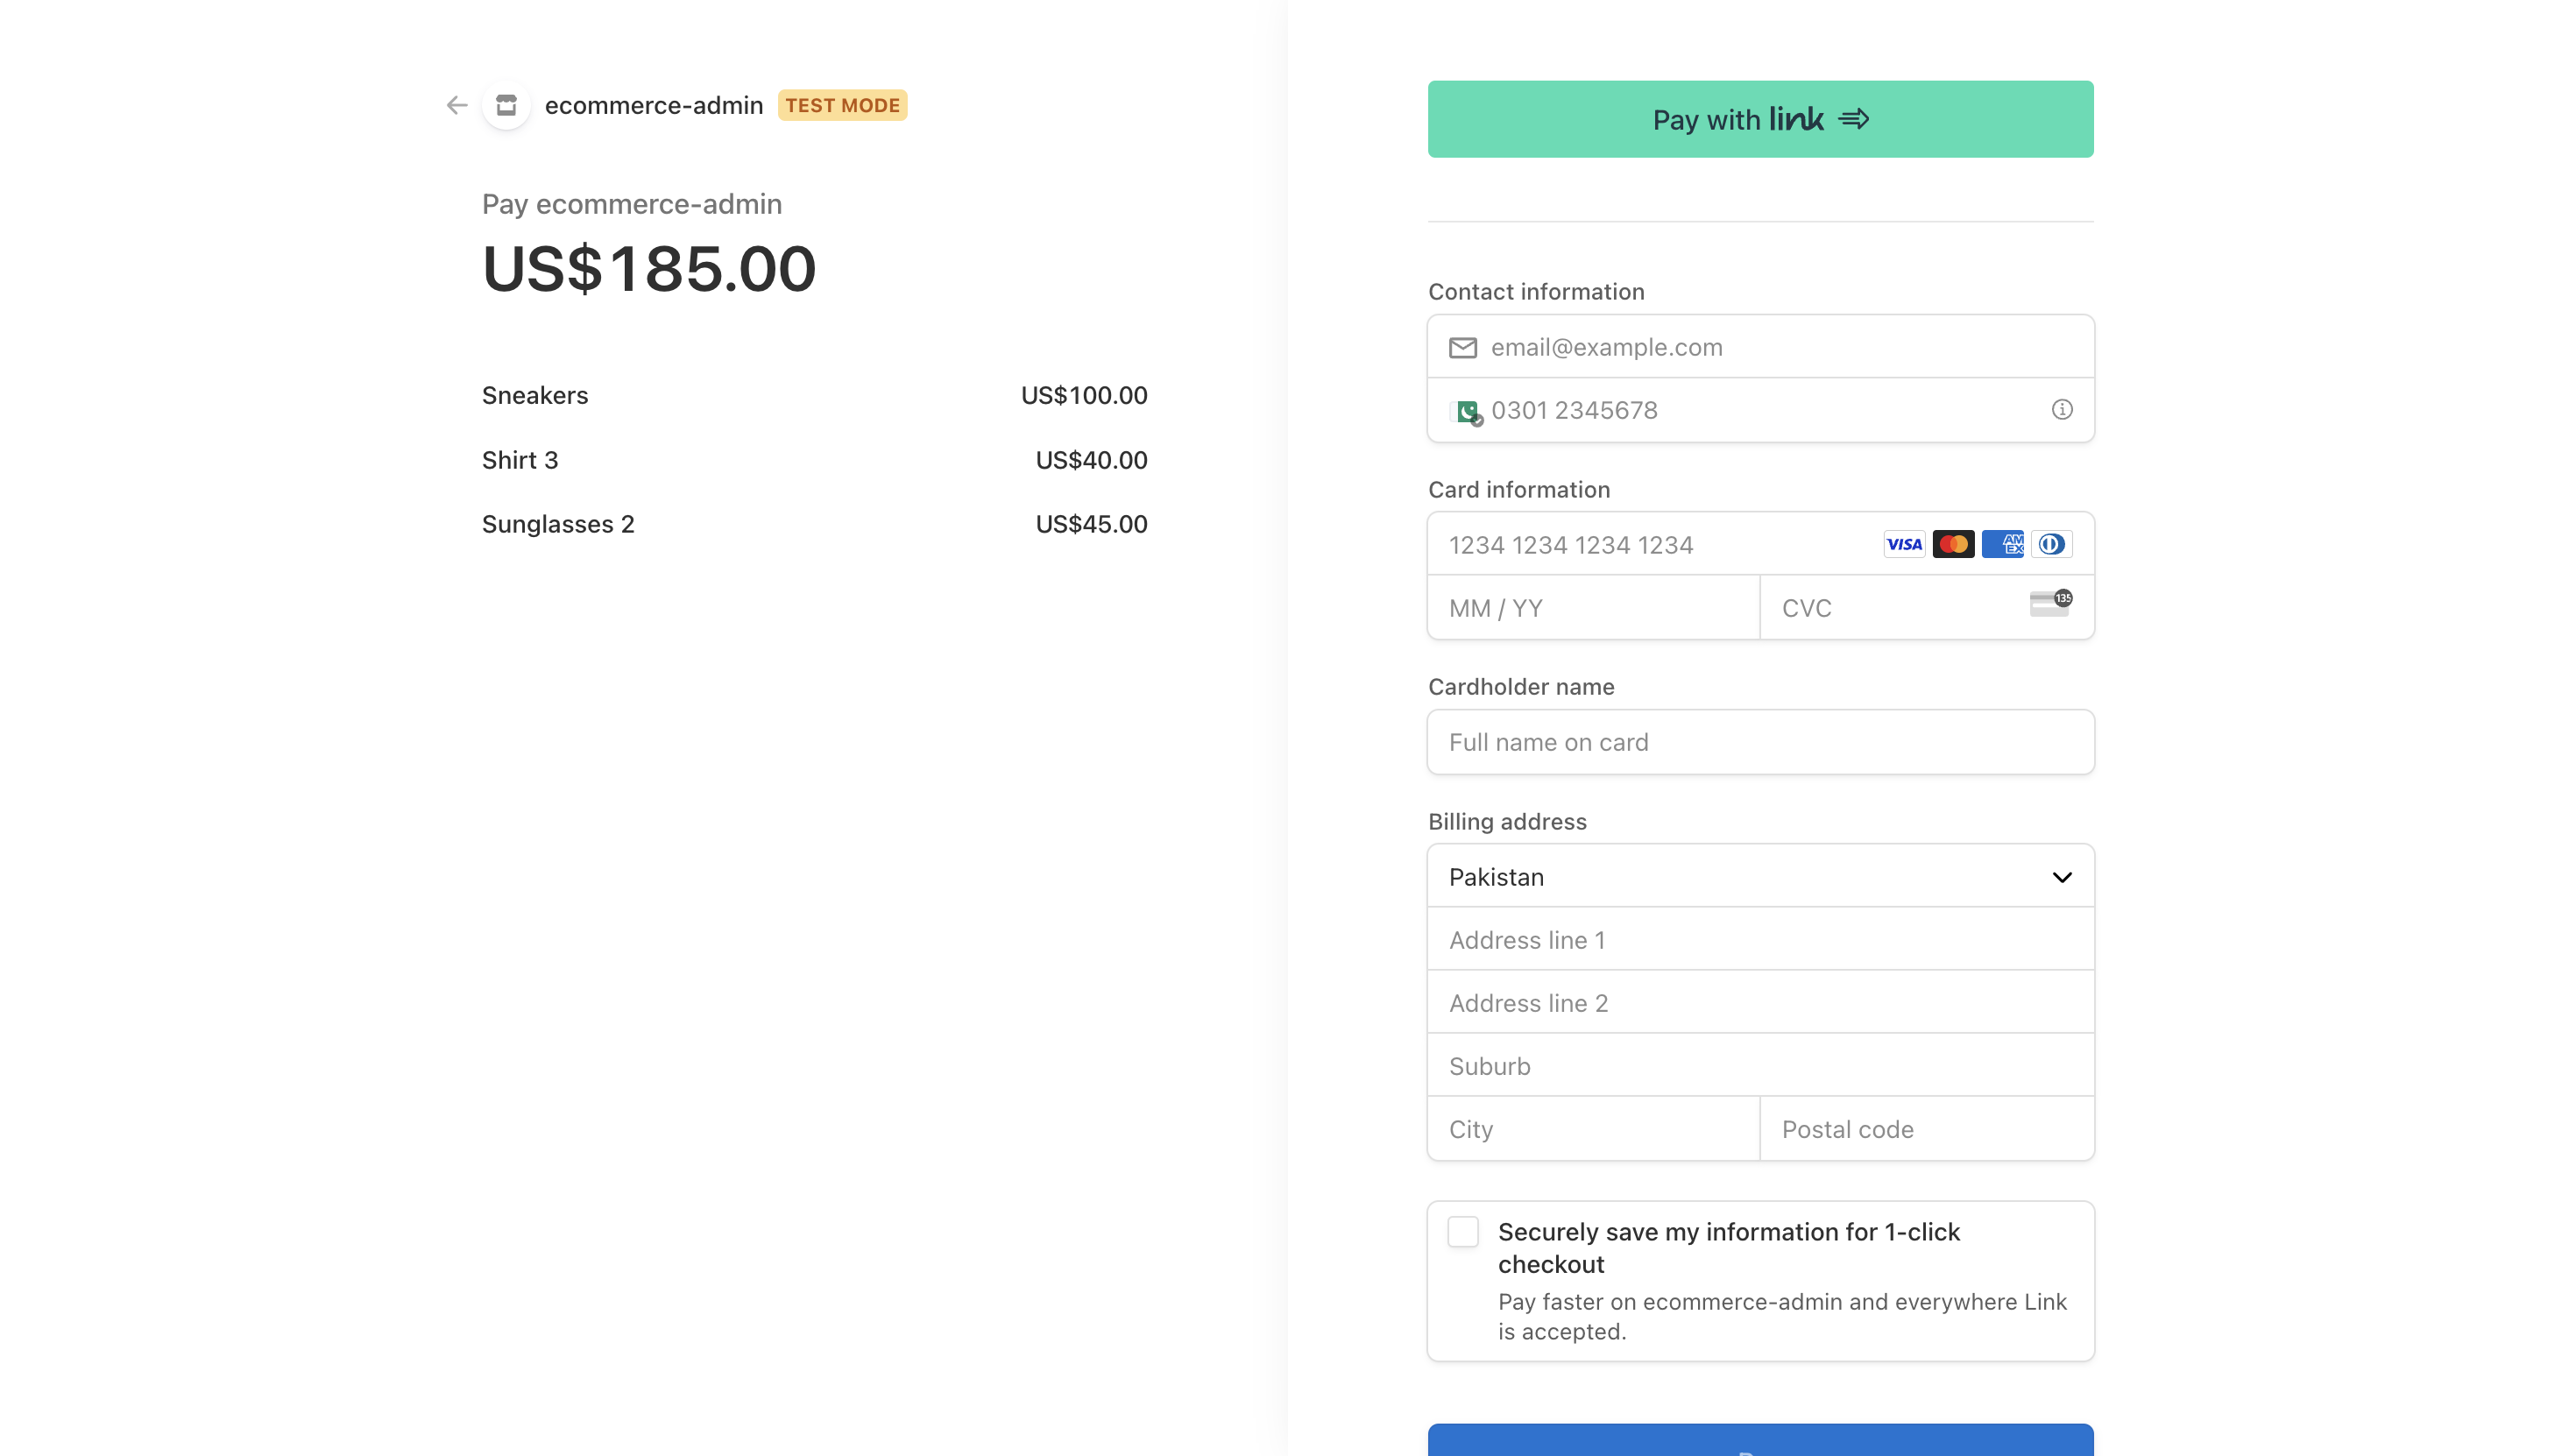 ecommerce-admin TEST MODE
Pay ecommerce-admin
US$185.00
Sneakers US$100.00
Shirt 3 US$40.00
Sunglasses 2 US$45.00
Pay with link
Contact information
email@example.com
0301 2345678
Card information
1234 1234 1234 1234 VISA AM EX
MM / YY CVC 135
Cardholder name
Full name on card
Billing address
Pakistan
Address line 1
Address line 2
Suburb
City Postal code
Securely save my information for 1-click
checkout
Pay faster on ecommerce-admin and everywhere Link
is accepted.